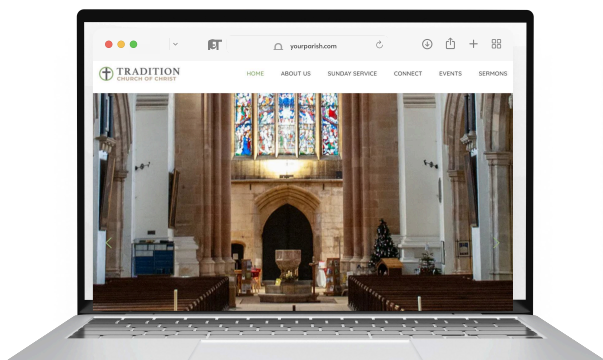 yourparish.com
TRADITION
CHURCH OF CHRIST
HOME ABOUT US SUNDAY SERVICE CONNECT EVENTS SERMONS